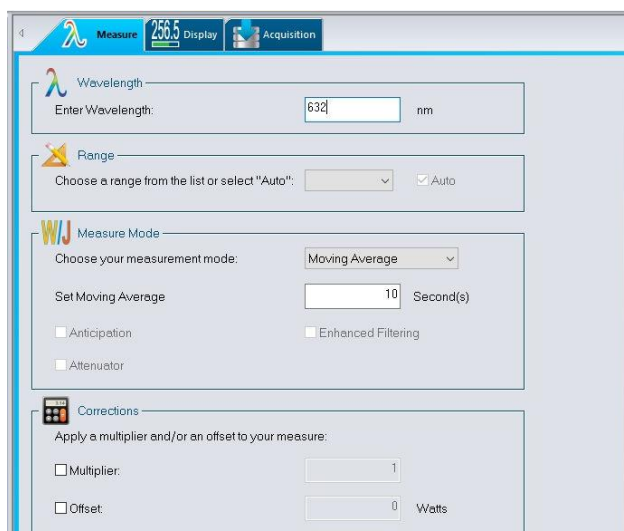 Measure 256.5 Display Acquisition
Wavelength
Enter Wavelength: 632 nm
Range
Choose a range from the list or select "Auto": Auto
W/J Measure Mode
Choose your measurement mode: Moving Average
Set Moving Average 10 Second(s)
Anticipation Enhanced Filtering
Attenuator
Corrections
Apply a multiplier and/or an offset to your measure:
Multiplier: 1
Offset: 0 Watts